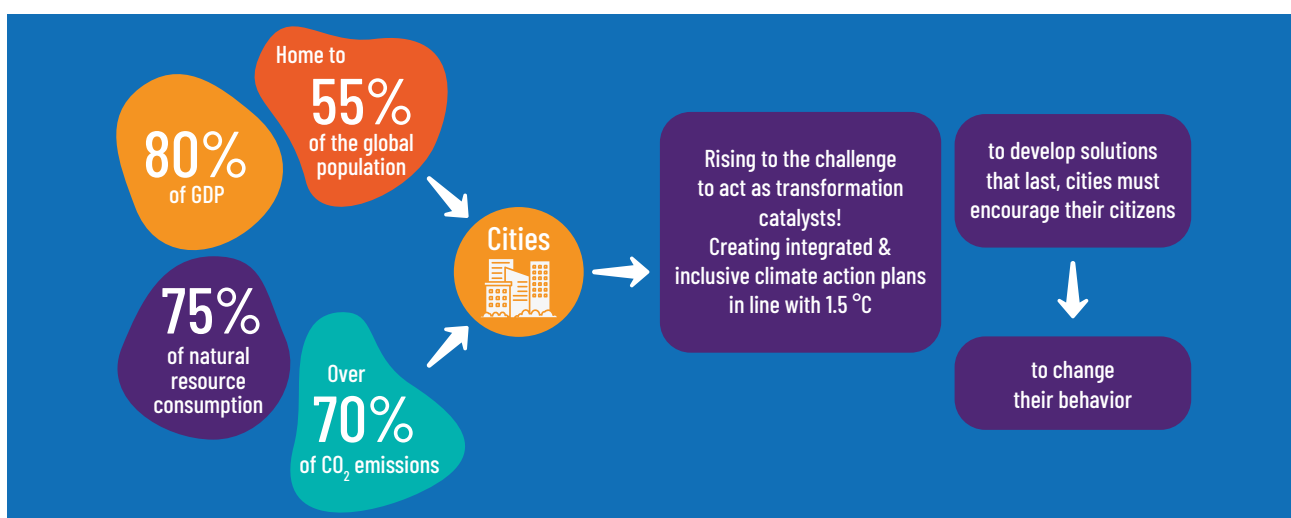 Home to
55%
of the global
population
80%
of GDP
75%
of natural
resource
consumption
Over
70%
of CO₂ emissions
Cities
Rising to the challenge
to act as transformation
catalysts!
Creating integrated &
inclusive climate action plans
in line with 1.5 °C
to develop solutions
that last, cities must
encourage their citizens
to change
their behavior